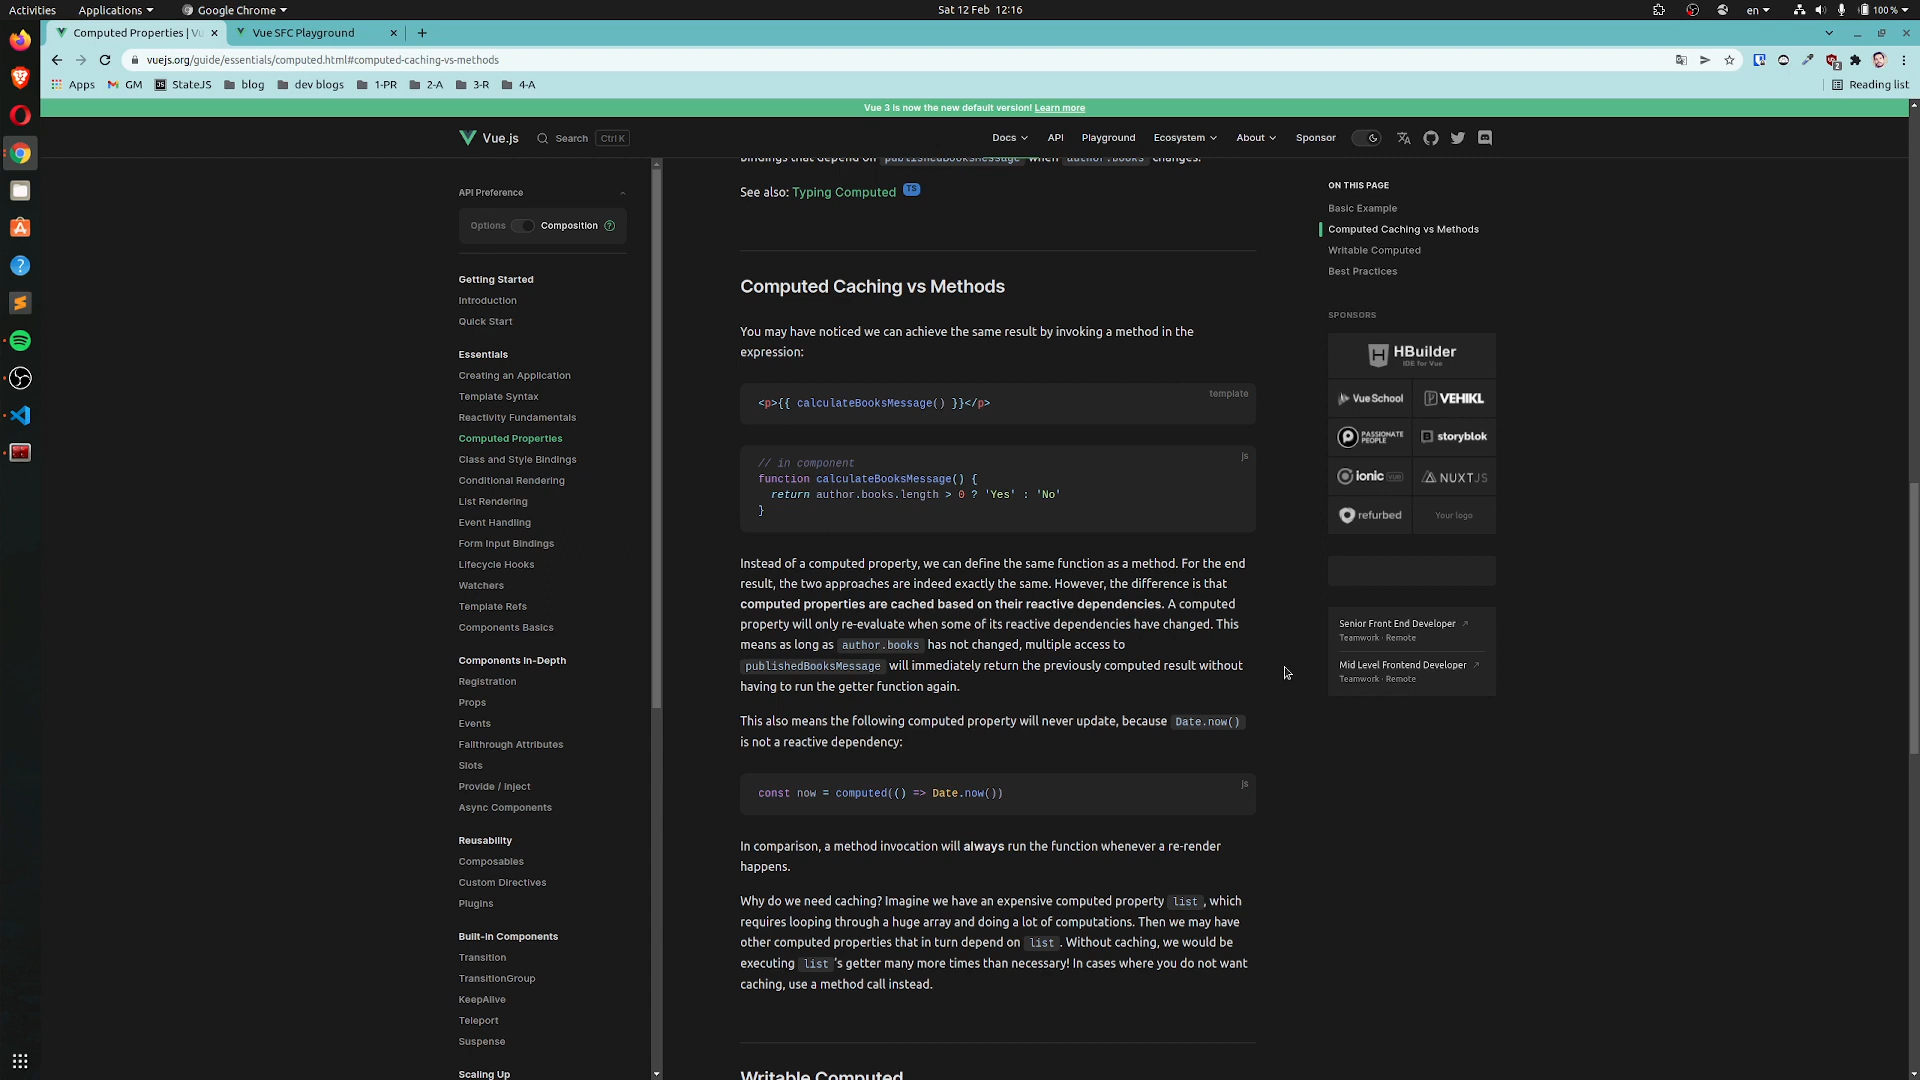 Activities
Applications
Google Chrome
Sat 12 Feb 12:16
en
100 %
Computed Properties | Vu
Vue SFC Playground
vuejs.org/guide/essentials/computed.html#computed-caching-vs-methods
Apps
GM
StateJS
blog
dev blogs
1-PR
2-A
3-R
4-A
Reading list
Vue 3 is now the new default version! Learn more
Vue.js
Search
Ctrl K
Docs
API
Playground
Ecosystem
About
Sponsor
API Preference
Options
Composition
Getting Started
Introduction
Quick Start
Essentials
Creating an Application
Template Syntax
Reactivity Fundamentals
Computed Properties
Class and Style Bindings
Conditional Rendering
List Rendering
Event Handling
Form Input Bindings
Lifecycle Hooks
Watchers
Template Refs
Components Basics
Components In-Depth
Registration
Props
Events
Fallthrough Attributes
Slots
Provide / Inject
Async Components
Reusability
Composables
Custom Directives
Plugins
Built-in Components
Transition
TransitionGroup
KeepAlive
Teleport
Suspense
Scaling Up
bindings that depend on publishedBooksMessage when author.books changes.
See also: Typing Computed TS
Computed Caching vs Methods
You may have noticed we can achieve the same result by invoking a method in the
expression:
template
<p>{{ calculateBooksMessage() }}</p>
js
// in component
function calculateBooksMessage() {
return author.books.length > 0 ? 'Yes' : 'No'
}
Instead of a computed property, we can define the same function as a method. For the end
result, the two approaches are indeed exactly the same. However, the difference is that
computed properties are cached based on their reactive dependencies. A computed
property will only re-evaluate when some of its reactive dependencies have changed. This
means as long as author.books has not changed, multiple access to
publishedBooksMessage will immediately return the previously computed result without
having to run the getter function again.
This also means the following computed property will never update, because Date.now()
is not a reactive dependency:
js
const now = computed(() => Date.now())
In comparison, a method invocation will always run the function whenever a re-render
happens.
Why do we need caching? Imagine we have an expensive computed property list, which
requires looping through a huge array and doing a lot of computations. Then we may have
other computed properties that in turn depend on list. Without caching, we would be
executing list's getter many more times than necessary! In cases where you do not want
caching, use a method call instead.
Writable Computed
ON THIS PAGE
Basic Example
Computed Caching vs Methods
Writable Computed
Best Practices
SPONSORS
HBuilder
IDE for Vue
VueSchool
VEHIKL
PASSIONATE
PEOPLE
storyblok
ionic VUE
NUXTJS
refurbed
Your logo
Senior Front End Developer
Teamwork · Remote
Mid Level Frontend Developer
Teamwork · Remote